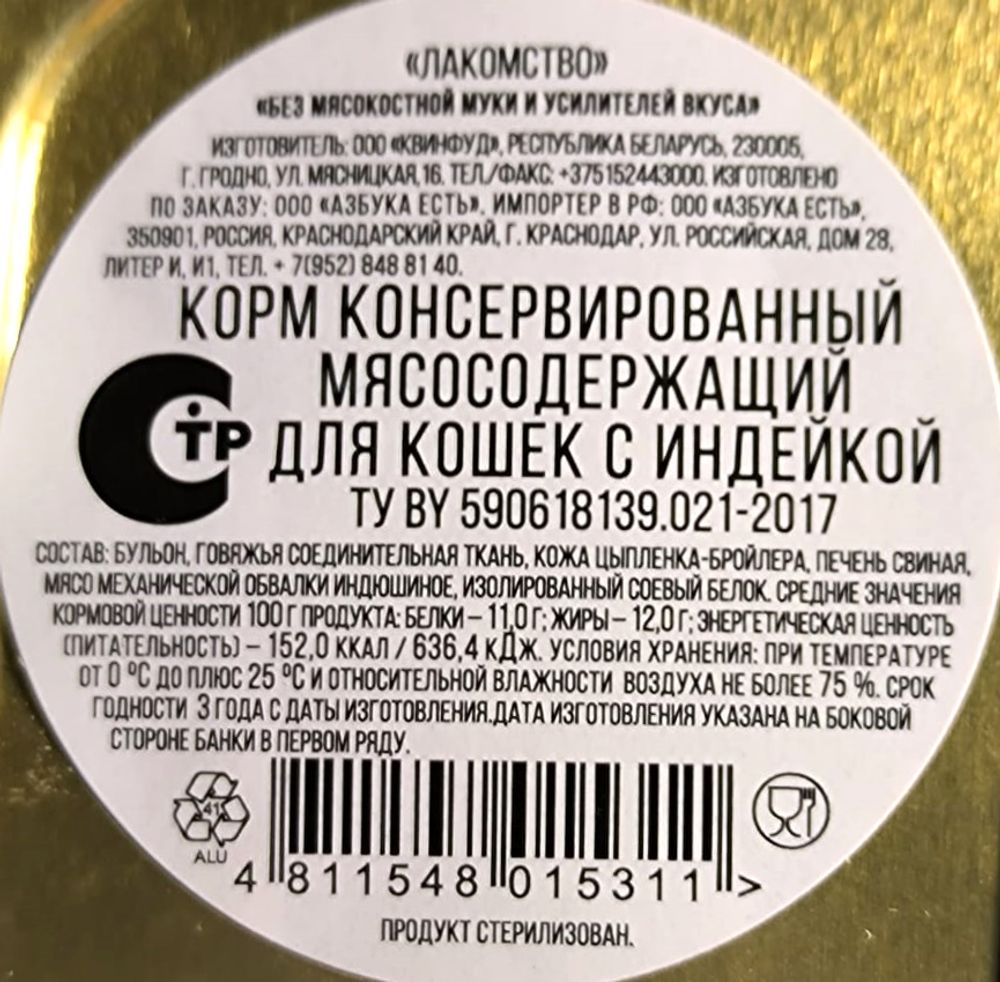 «ЛАКОМСТВО»
«БЕЗ МЯСОКОСТНОЙ МУКИ И УСИЛИТЕЛЕЙ ВКУСА»
ИЗГОТОВИТЕЛЬ: ООО «КВИНФУД», РЕСПУБЛИКА БЕЛАРУСЬ, 230005,
Г. ГРОДНО, УЛ. МЯСНИЦКАЯ, 16. ТЕЛ./ФАКС: +375152443000. ИЗГОТОВЛЕНО
ПО ЗАКАЗУ: ООО «АЗБУКА ЕСТЬ». ИМПОРТЕР В РФ: ООО «АЗБУКА ЕСТЬ»,
350901, РОССИЯ, КРАСНОДАРСКИЙ КРАЙ, Г. КРАСНОДАР, УЛ. РОССИЙСКАЯ, ДОМ 28,
ЛИТЕР И, И1, ТЕЛ. + 7(952) 848 81 40.
КОРМ КОНСЕРВИРОВАННЫЙ
МЯСОСОДЕРЖАЩИЙ
ДЛЯ КОШЕК С ИНДЕЙКОЙ
СТР
ТУ BY 590618139.021-2017
СОСТАВ: БУЛЬОН, ГОВЯЖЬЯ СОЕДИНИТЕЛЬНАЯ ТКАНЬ, КОЖА ЦЫПЛЕНКА-БРОЙЛЕРА, ПЕЧЕНЬ СВИНАЯ,
МЯСО МЕХАНИЧЕСКОЙ ОБВАЛКИ ИНДЮШИНОЕ, ИЗОЛИРОВАННЫЙ СОЕВЫЙ БЕЛОК. СРЕДНИЕ ЗНАЧЕНИЯ
КОРМОВОЙ ЦЕННОСТИ 100 Г ПРОДУКТА: БЕЛКИ – 11,0 Г; ЖИРЫ – 12,0 Г; ЭНЕРГЕТИЧЕСКАЯ ЦЕННОСТЬ
(ПИТАТЕЛЬНОСТЬ) – 152,0 ККАЛ / 636,4 кДж. УСЛОВИЯ ХРАНЕНИЯ: ПРИ ТЕМПЕРАТУРЕ
ОТ 0 °С ДО ПЛЮС 25 °С И ОТНОСИТЕЛЬНОЙ ВЛАЖНОСТИ ВОЗДУХА НЕ БОЛЕЕ 75 %. СРОК
ГОДНОСТИ 3 ГОДА С ДАТЫ ИЗГОТОВЛЕНИЯ.ДАТА ИЗГОТОВЛЕНИЯ УКАЗАНА НА БОКОВОЙ
СТОРОНЕ БАНКИ В ПЕРВОМ РЯДУ.
41
ALU
4 811548 015311 >
ПРОДУКТ СТЕРИЛИЗОВАН.